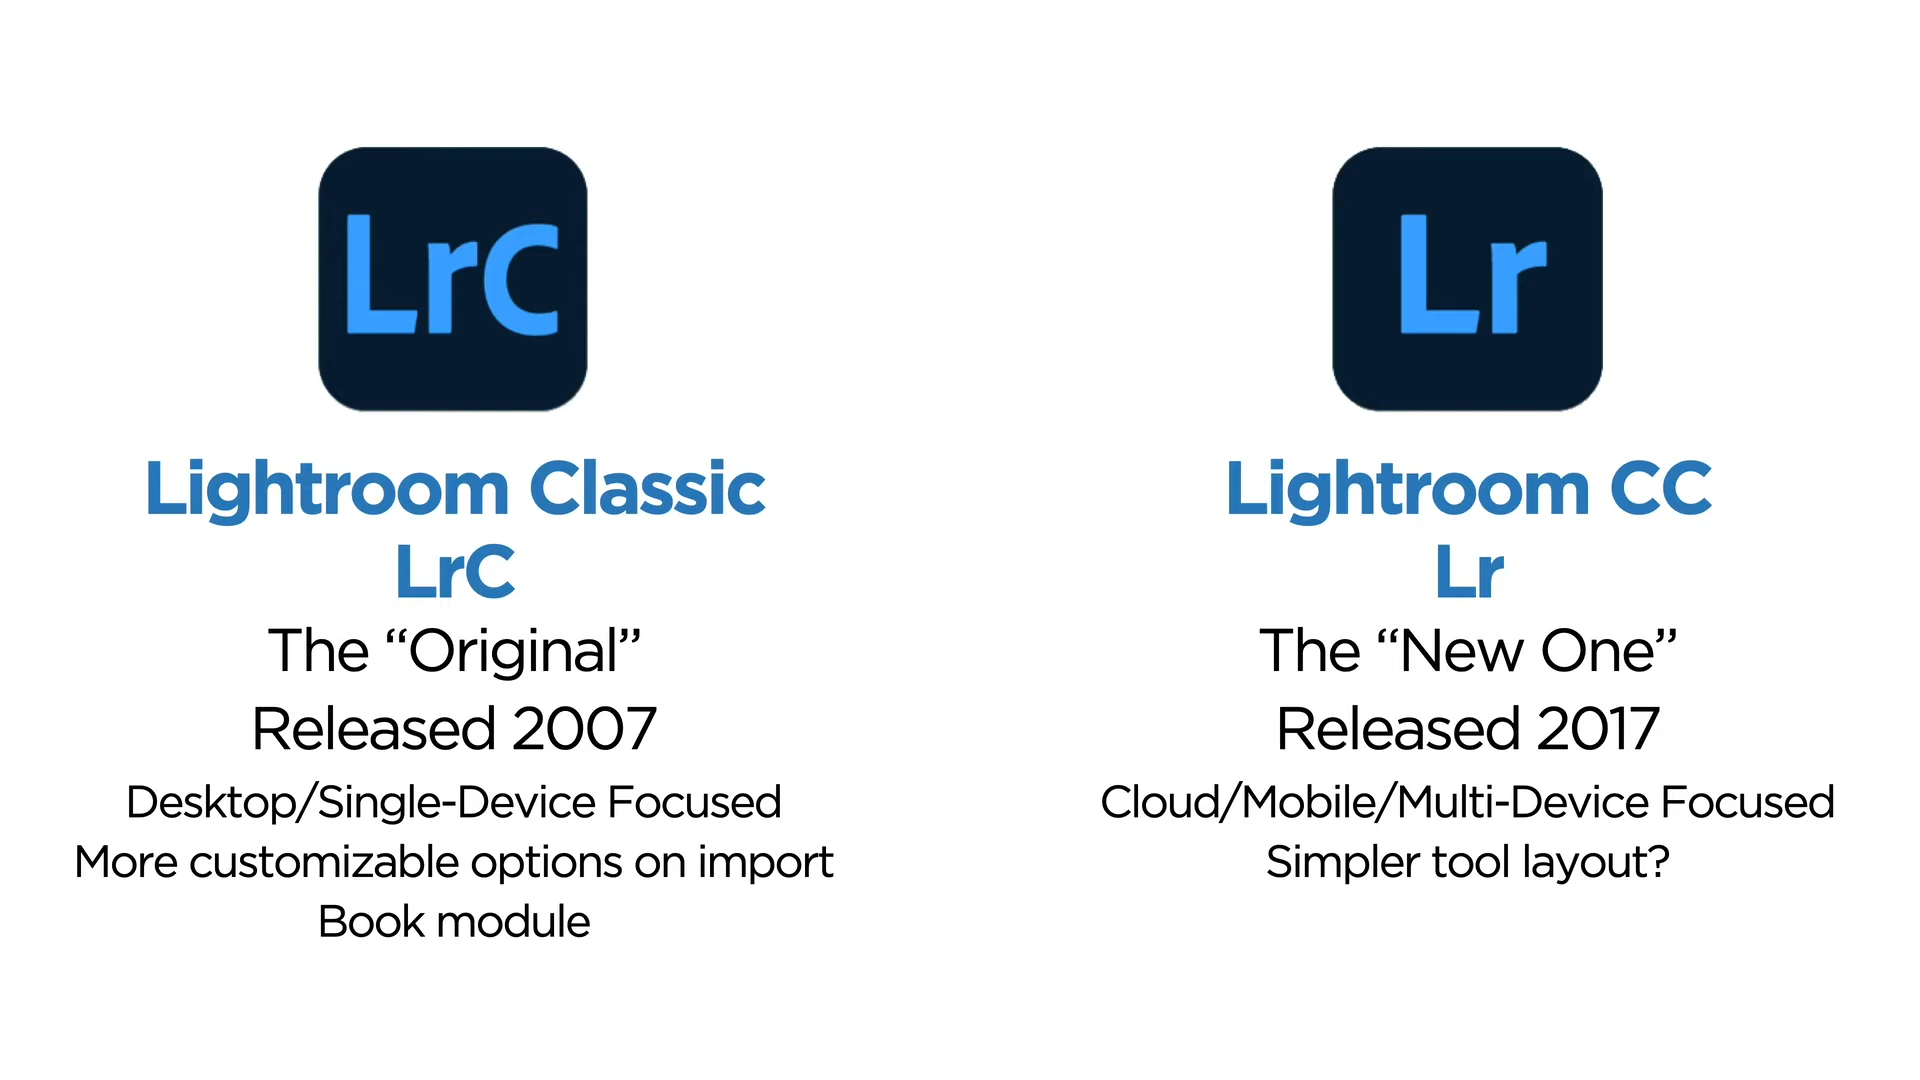 LrC
Lightroom Classic
LrC
The “Original”
Released 2007
Desktop/Single-Device Focused
More customizable options on import
Book module
Lr
Lightroom CC
Lr
The “New One”
Released 2017
Cloud/Mobile/Multi-Device Focused
Simpler tool layout?